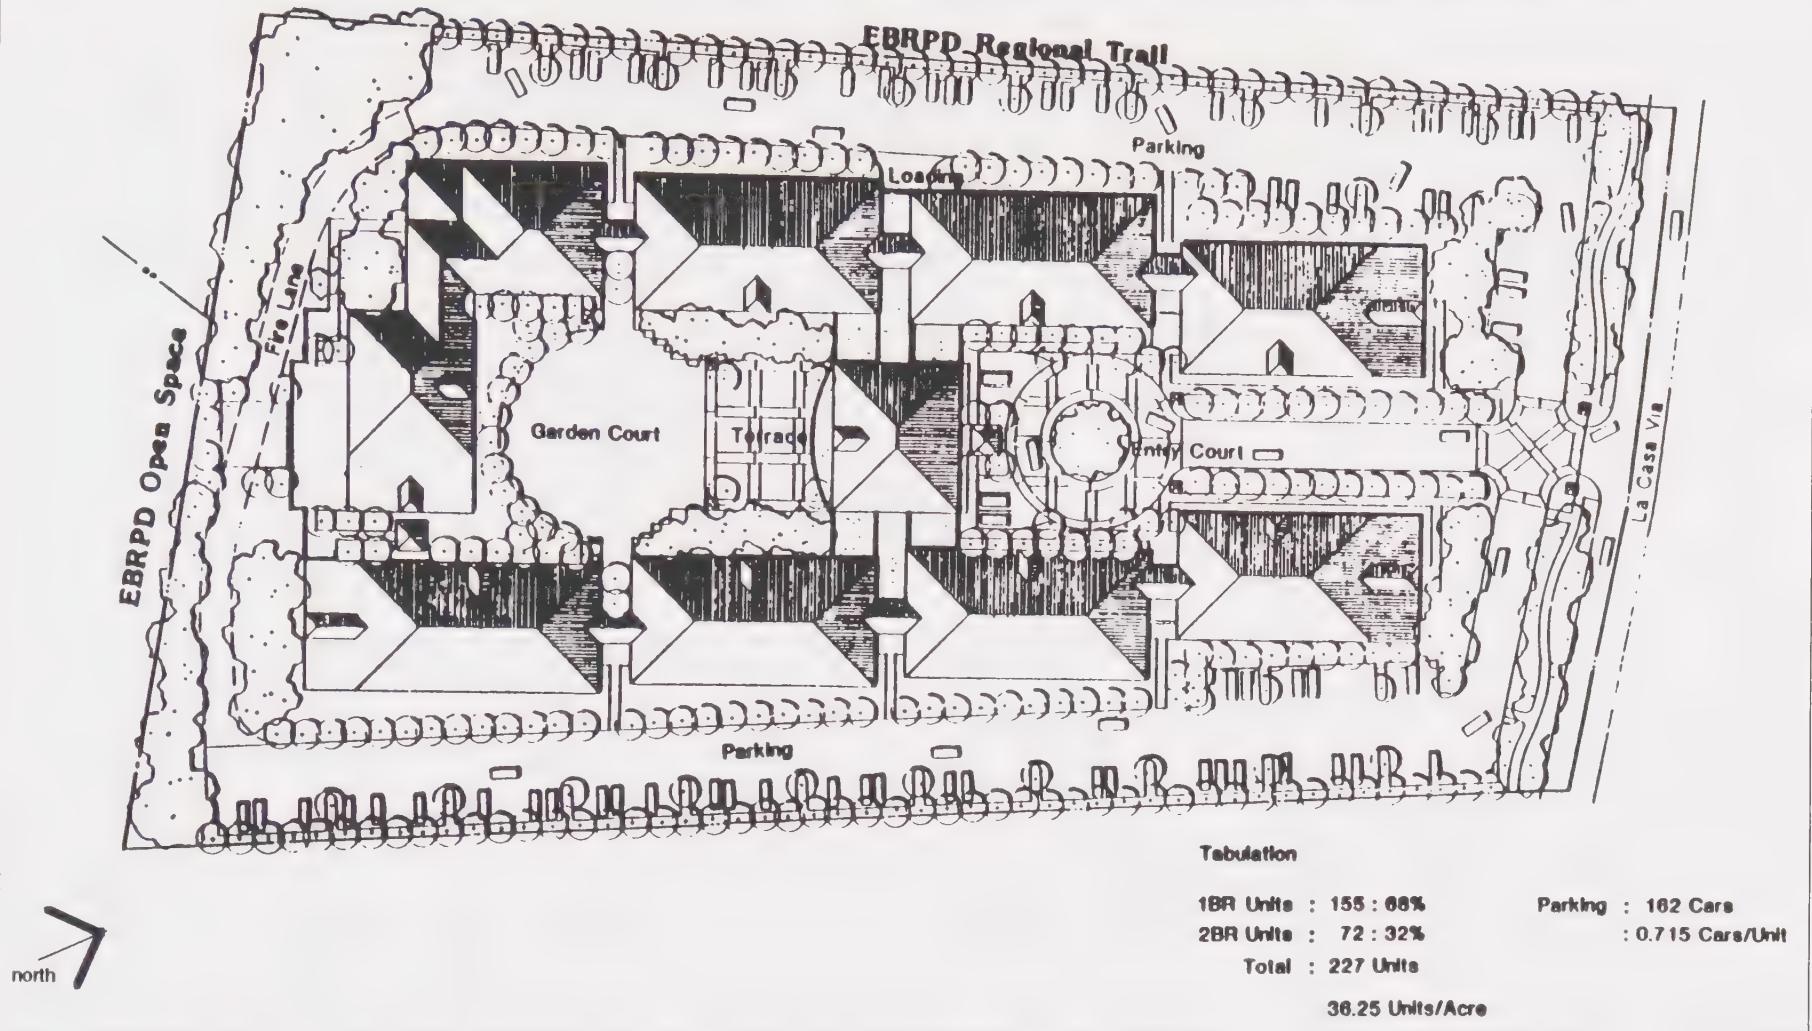 EBRPD Regional Trail
Parking
Loading
Fire Lane
EBRPD Open Space
Garden Court
Terrace
Entry Court
La Casa Via
Parking
Tabulation
1BR Units : 155 : 68%
2BR Units : 72 : 32%
Total : 227 Units
36.25 Units/Acre
Parking : 162 Cars
: 0.715 Cars/Unit
north